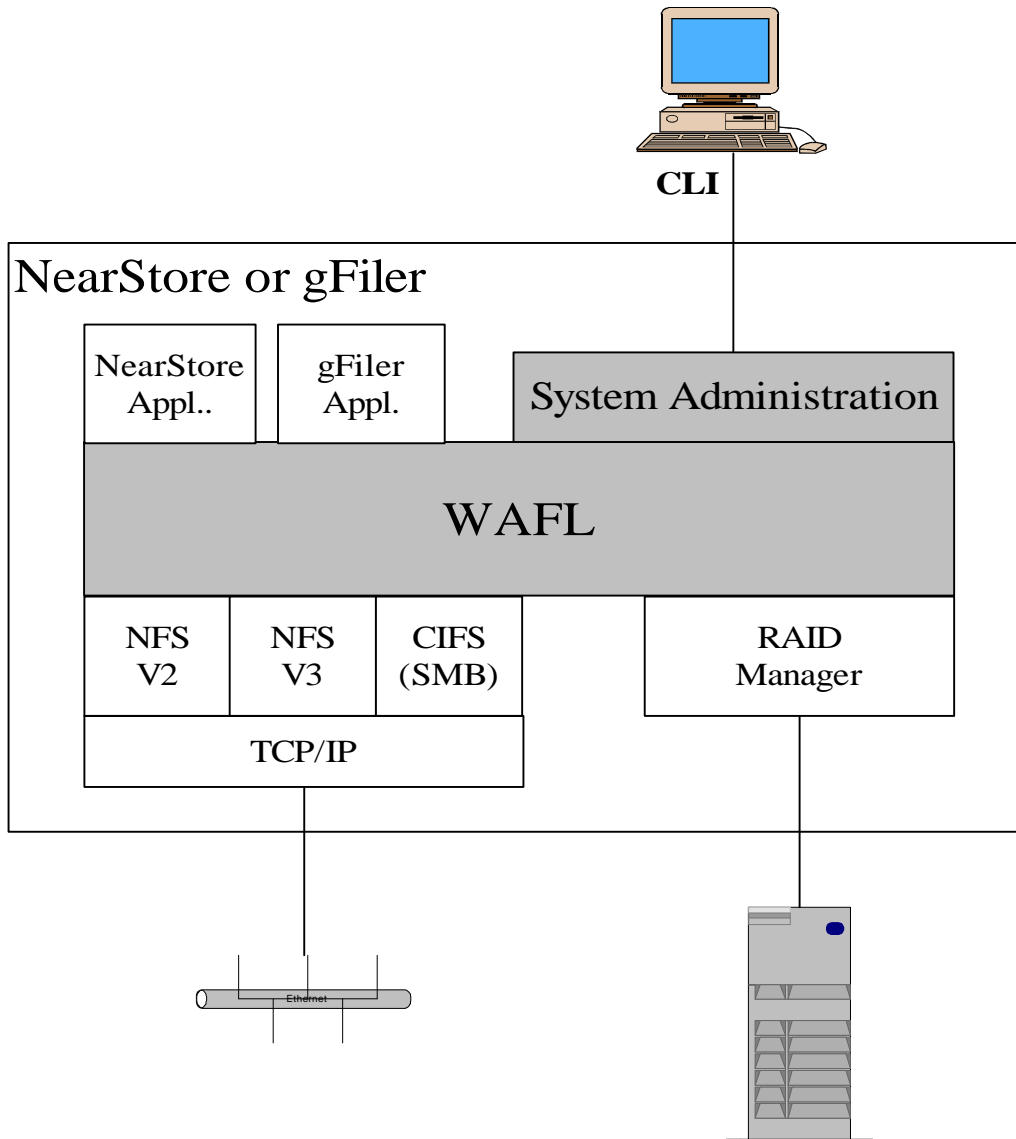 CLI
NearStore or gFiler
NearStore
Appl..
gFiler
Appl.
System Administration
WAFL
NFS
V2
NFS
V3
CIFS
(SMB)
RAID
Manager
TCP/IP
Ethernet